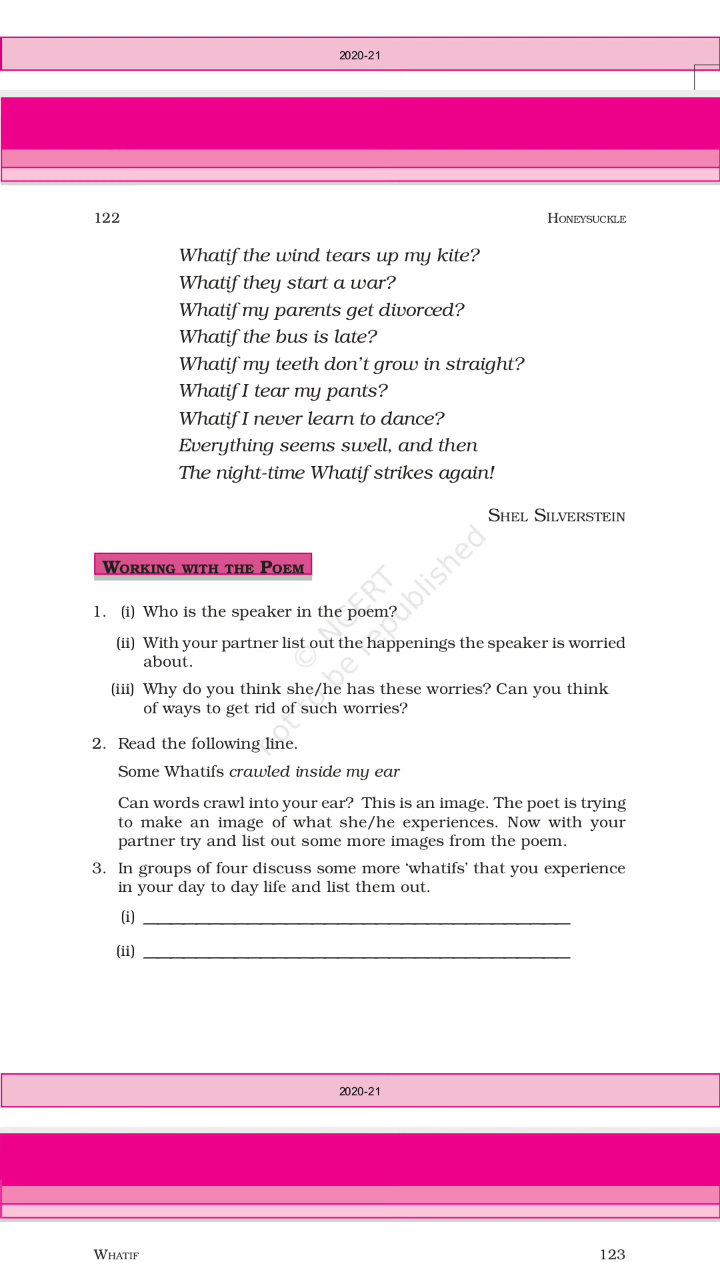 2020-21
122 HONEYSUCKLE
Whatif the wind tears up my kite?
Whatif they start a war?
Whatif my parents get divorced?
Whatif the bus is late?
Whatif my teeth don't grow in straight?
Whatif I tear my pants?
Whatif I never learn to dance?
Everything seems swell, and then
The night-time Whatif strikes again!
SHEL SILVERSTEIN
WORKING WITH THE POEM
1. (i) Who is the speaker in the poem?
(ii) With your partner list out the happenings the speaker is worried
about.
(iii) Why do you think she/he has these worries? Can you think
of ways to get rid of such worries?
2. Read the following line.
Some Whatifs crawled inside my ear
Can words crawl into your ear? This is an image. The poet is trying
to make an image of what she/he experiences. Now with your
partner try and list out some more images from the poem.
3. In groups of four discuss some more 'whatifs' that you experience
in your day to day life and list them out.
(i)
(ii)
© NCERT
not to be republished
2020-21
WHATIF 123